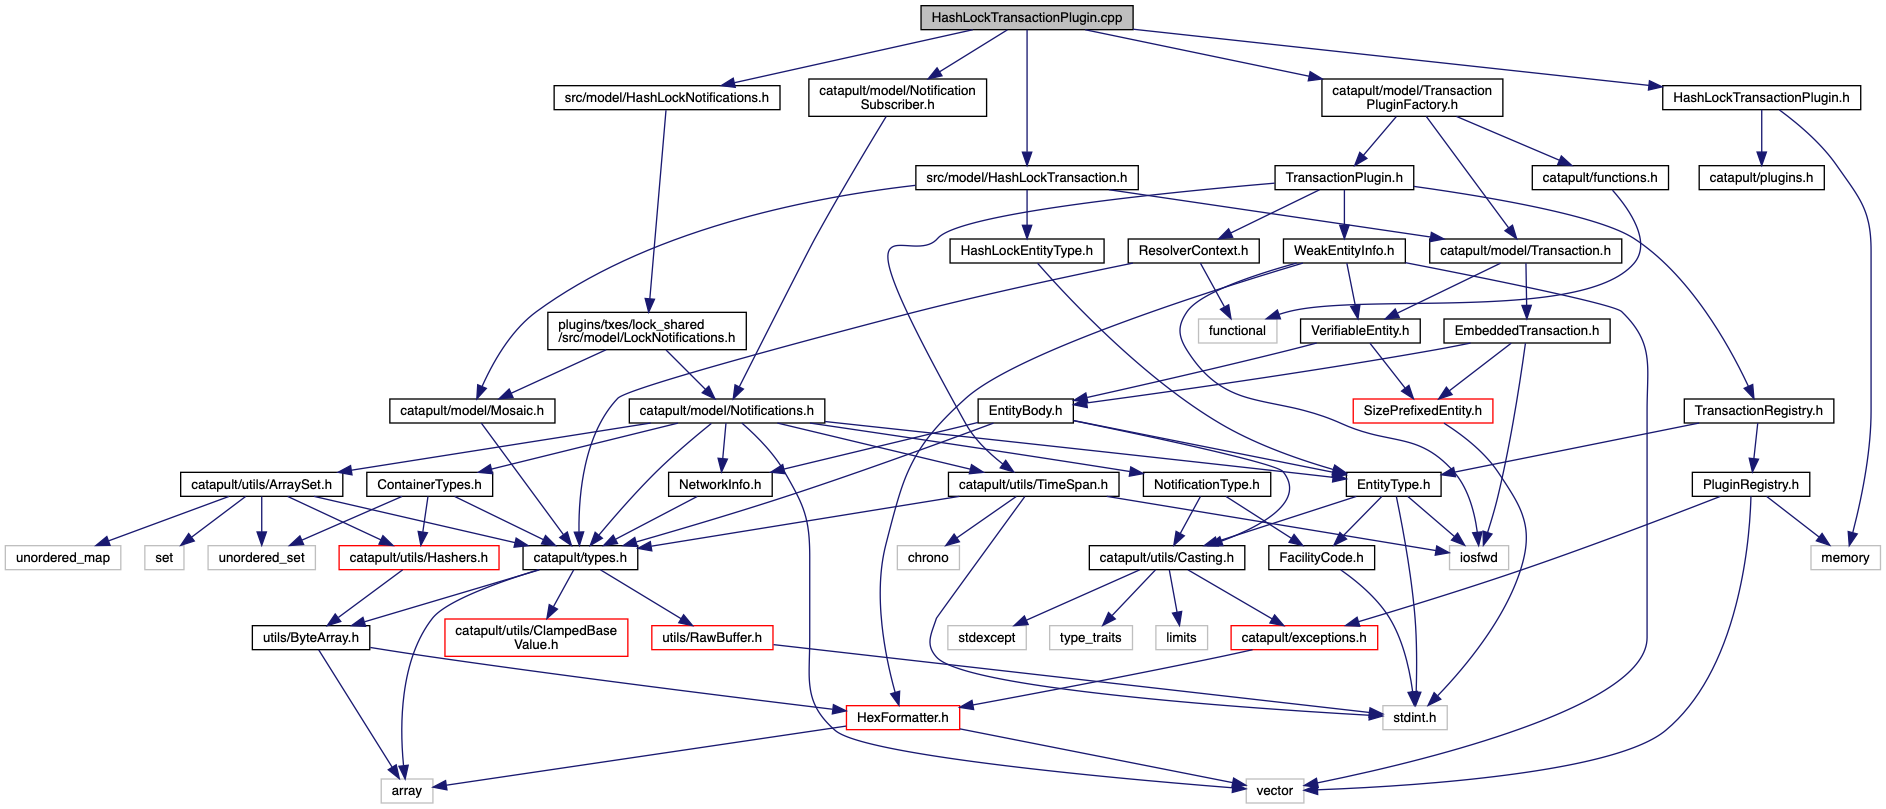 HashLockTransactionPlugin.cpp
src/model/HashLockNotifications.h
catapult/model/Notification
Subscriber.h
catapult/model/Transaction
PluginFactory.h
HashLockTransactionPlugin.h
src/model/HashLockTransaction.h
TransactionPlugin.h
catapult/functions.h
catapult/plugins.h
HashLockEntityType.h
ResolverContext.h
WeakEntityInfo.h
catapult/model/Transaction.h
plugins/txes/lock_shared
/src/model/LockNotifications.h
functional
VerifiableEntity.h
EmbeddedTransaction.h
catapult/model/Mosaic.h
catapult/model/Notifications.h
EntityBody.h
SizePrefixedEntity.h
TransactionRegistry.h
catapult/utils/ArraySet.h
ContainerTypes.h
NetworkInfo.h
catapult/utils/TimeSpan.h
NotificationType.h
EntityType.h
PluginRegistry.h
unordered_map
set
unordered_set
catapult/utils/Hashers.h
catapult/types.h
chrono
catapult/utils/Casting.h
FacilityCode.h
iosfwd
memory
utils/ByteArray.h
catapult/utils/ClampedBase
Value.h
utils/RawBuffer.h
stdexcept
type_traits
limits
catapult/exceptions.h
HexFormatter.h
stdint.h
array
vector